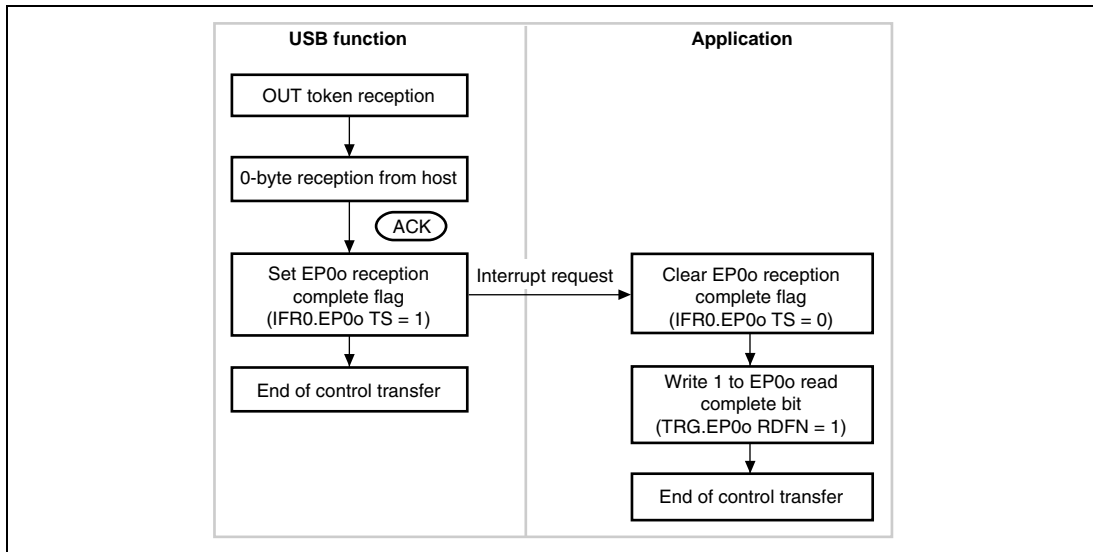 USB function
Application
OUT token reception
0-byte reception from host
ACK
Set EP0o reception
complete flag
(IFR0.EP0o TS = 1)
Interrupt request
Clear EP0o reception
complete flag
(IFR0.EP0o TS = 0)
End of control transfer
Write 1 to EP0o read
complete bit
(TRG.EP0o RDFN = 1)
End of control transfer